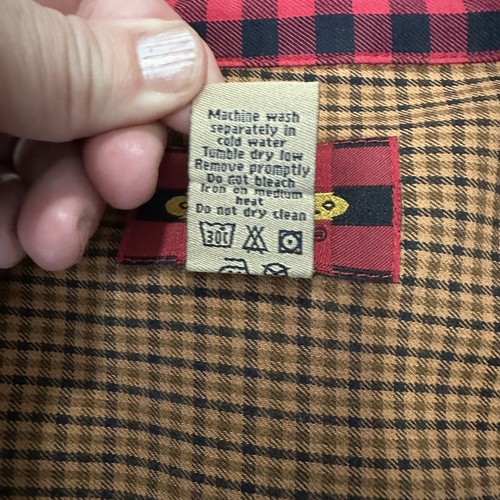 Machine wash
separately in
cold water
Tumble dry low
Remove promptly
Do not bleach
Iron on medium
heat
Do not dry clean
30